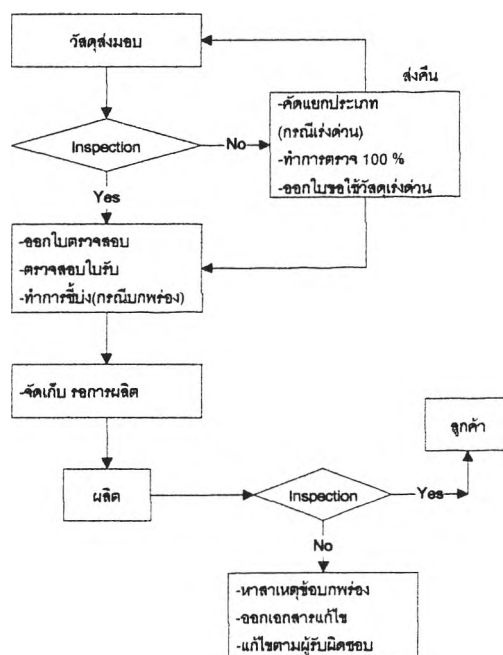 วัสดุส่งมอบ
ส่งคืน
Inspection
No
-คัดแยกประเภท
(กรณีเร่งด่วน)
-ทำการตรวจ 100 %
-ออกใบขอใช้วัสดุเร่งด่วน
Yes
-ออกใบตรวจสอบ
-ตรวจสอบใบรับ
-ทำการชี้บ่ง(กรณีบกพร่อง)
-จัดเก็บ รอการผลิต
ลูกค้า
ผลิต
Inspection
Yes
No
-หาสาเหตุข้อบกพร่อง
-ออกเอกสารแก้ไข
-แก้ไขตามผู้รับผิดชอบ